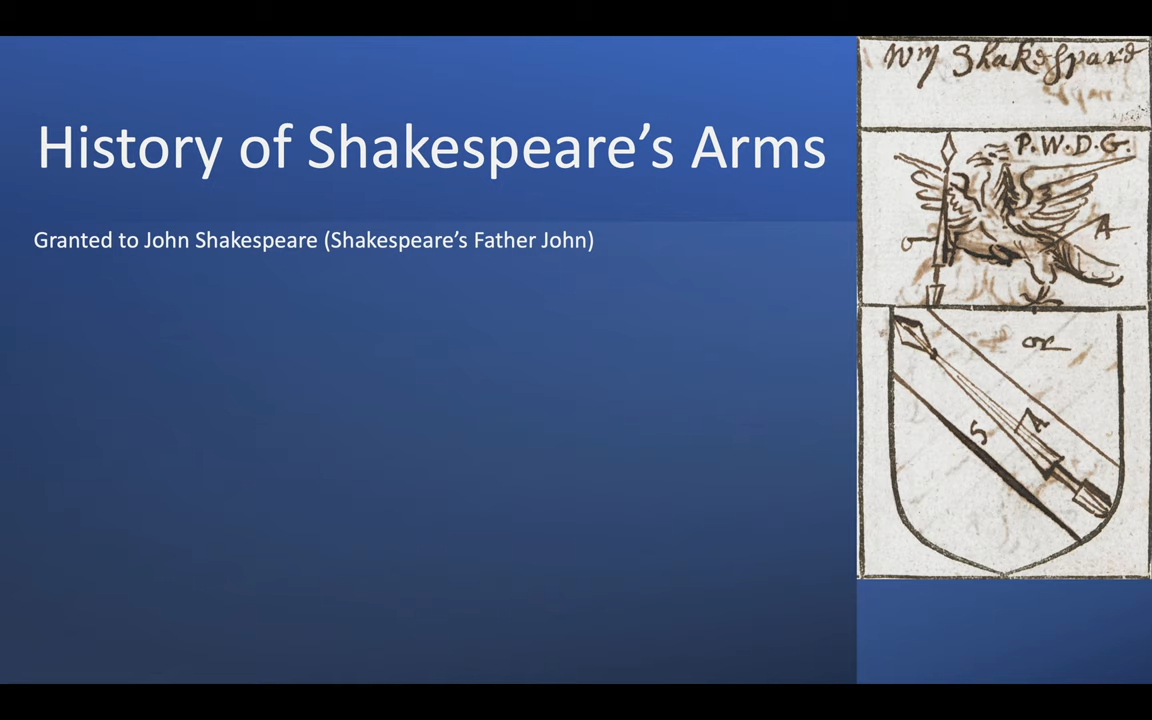 History of Shakespeare’s Arms
Granted to John Shakespeare (Shakespeare’s Father John)
Wm Shakespeare
P.W.D.G.
A
or
S A